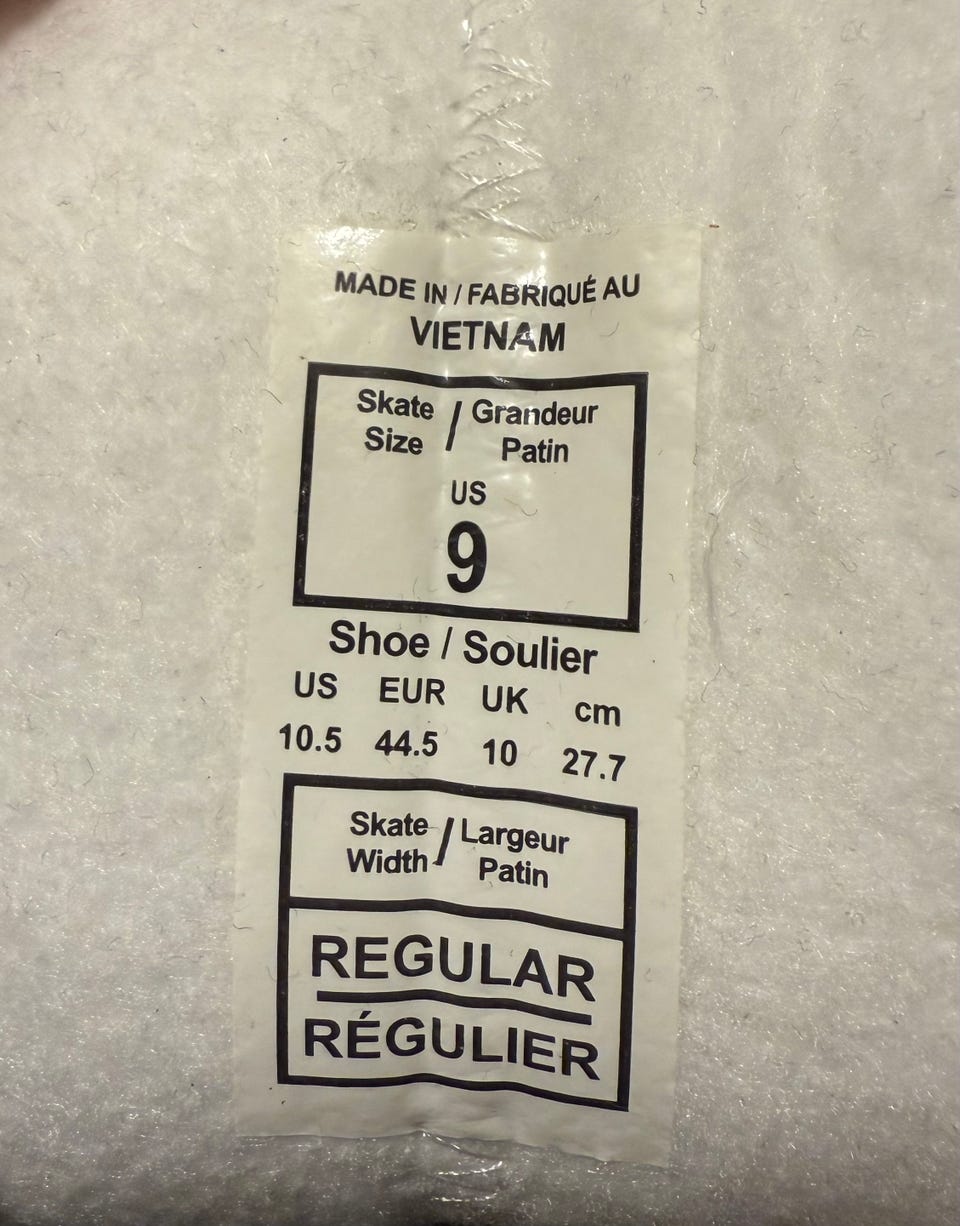 MADE IN / FABRIQUÉ AU
VIETNAM
Skate / Grandeur
Size Patin
US
9
Shoe / Soulier
US EUR UK cm
10.5 44.5 10 27.7
Skate / Largeur
Width Patin
REGULAR
RÉGULIER